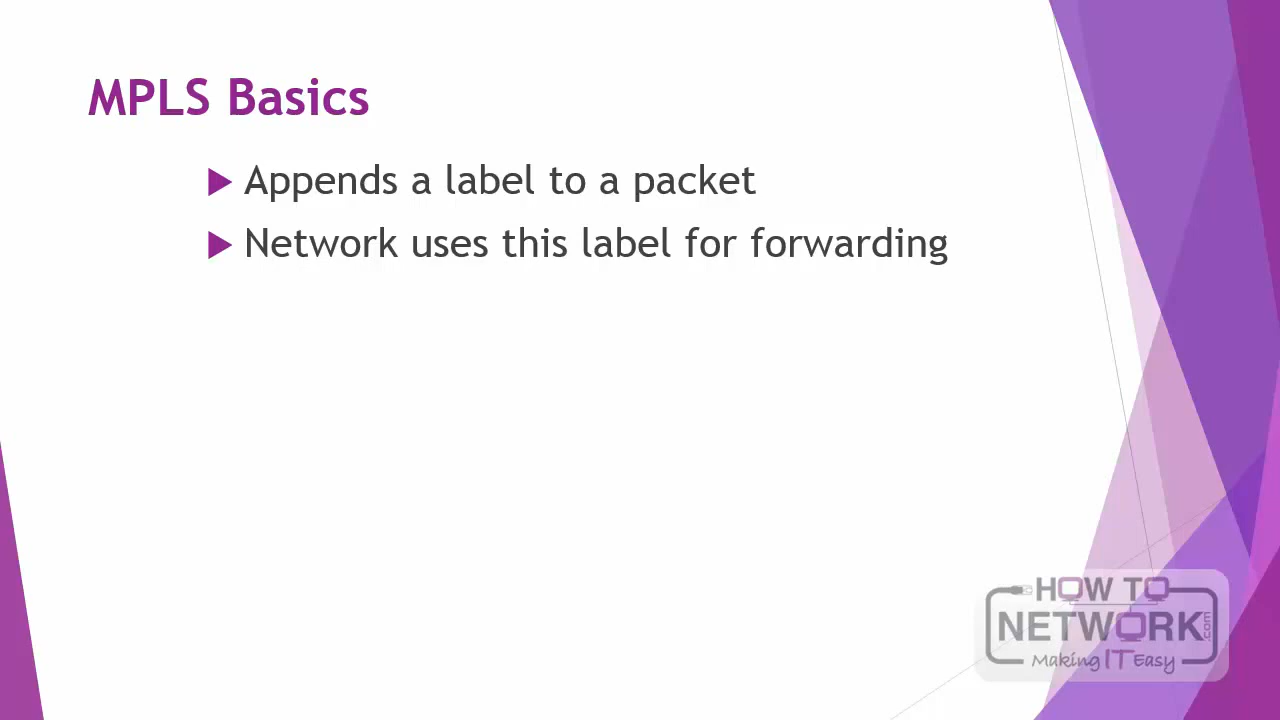 MPLS Basics
Appends a label to a packet
Network uses this label for forwarding
HOW TO
NETWORK.com
Making IT Easy